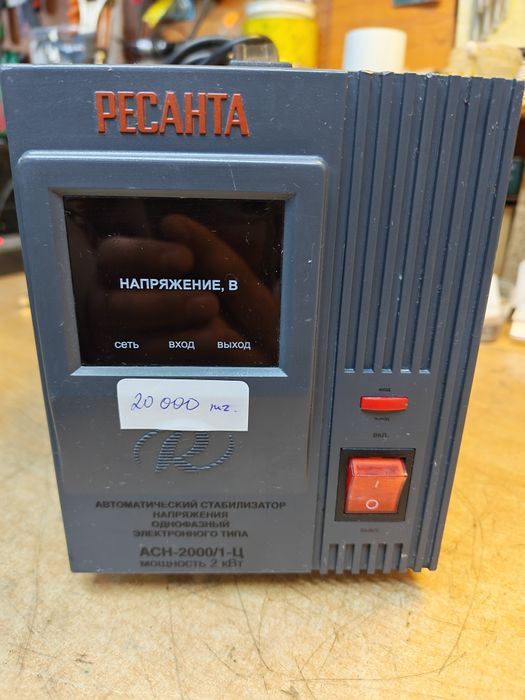 РЕСАНТА
НАПРЯЖЕНИЕ, В
сеть вход выход
20 000 тг.
ВХОД
ВЫХОД
ВКЛ.
I
O
ВЫКЛ.
R
АВТОМАТИЧЕСКИЙ СТАБИЛИЗАТОР
НАПРЯЖЕНИЯ
ОДНОФАЗНЫЙ
ЭЛЕКТРОННОГО ТИПА
АСН-2000/1-Ц
МОЩНОСТЬ 2 кВт